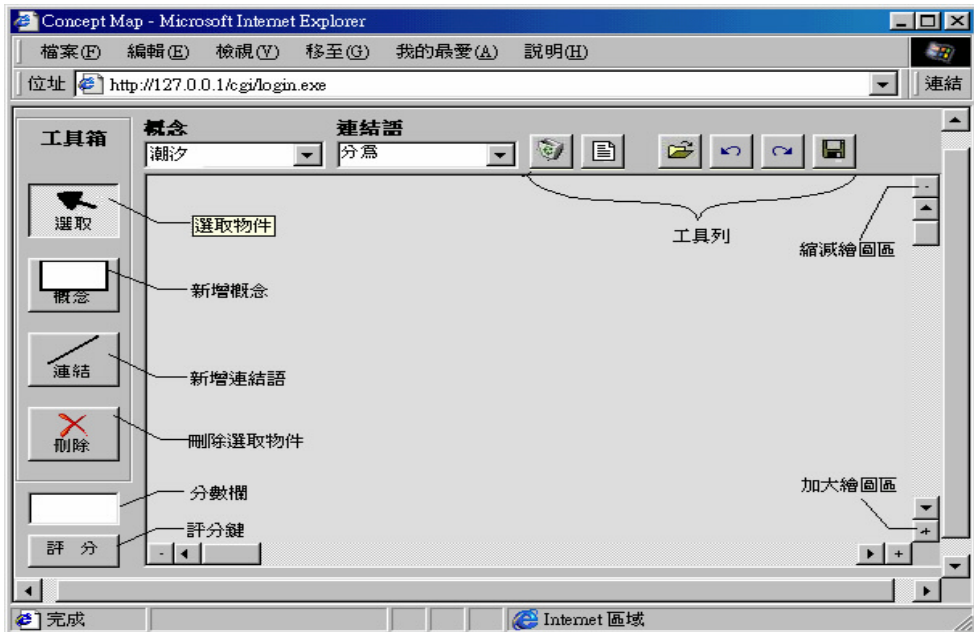 Concept Map - Microsoft Internet Explorer
檔案(F) 編輯(E) 檢視(V) 移至(G) 我的最愛(A) 說明(H)
位址 http://127.0.0.1/cgi/login.exe 連結
工具箱
概念 連結語
潮汐 分為
選取
選取物件
工具列
縮減繪圖區
概念
新增概念
連結
新增連結語
刪除
刪除選取物件
分數欄
加大繪圖區
評分鍵
評 分
完成 Internet 區域